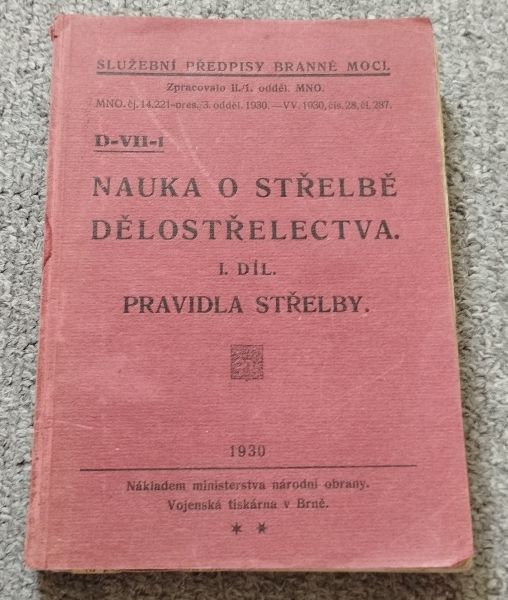 SLUŽEBNÍ PŘEDPISY BRANNÉ MOCI.
Zpracovalo II./1. odděl. MNO.
MNO. čj. 14.221-pres./3. odděl. 1930. — VV. 1930, čís. 28, čl. 287.
D-VII-1
NAUKA O STŘELBĚ
DĚLOSTŘELECTVA.
I. DÍL.
PRAVIDLA STŘELBY.
1930
Nákladem ministerstva národní obrany.
Vojenská tiskárna v Brně.
* *